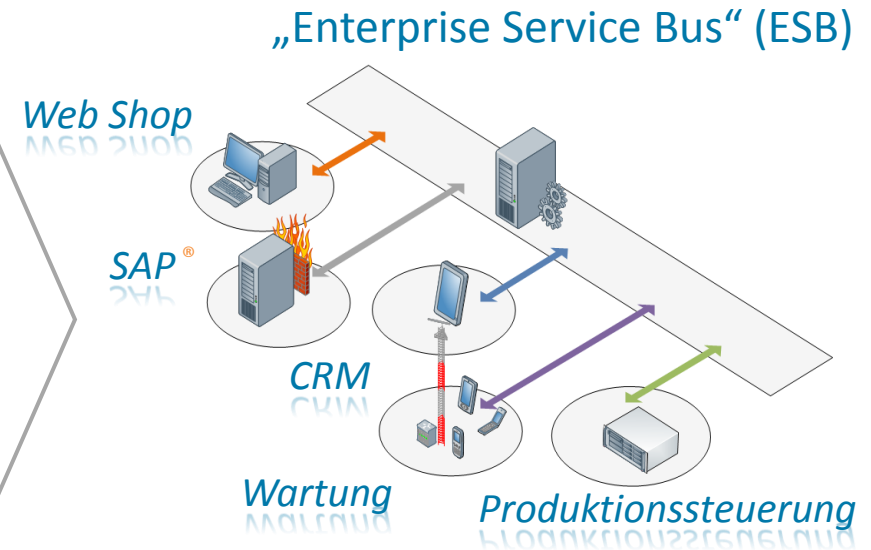 „Enterprise Service Bus“ (ESB)
Web Shop
SAP®
CRM
Wartung
Produktionssteuerung